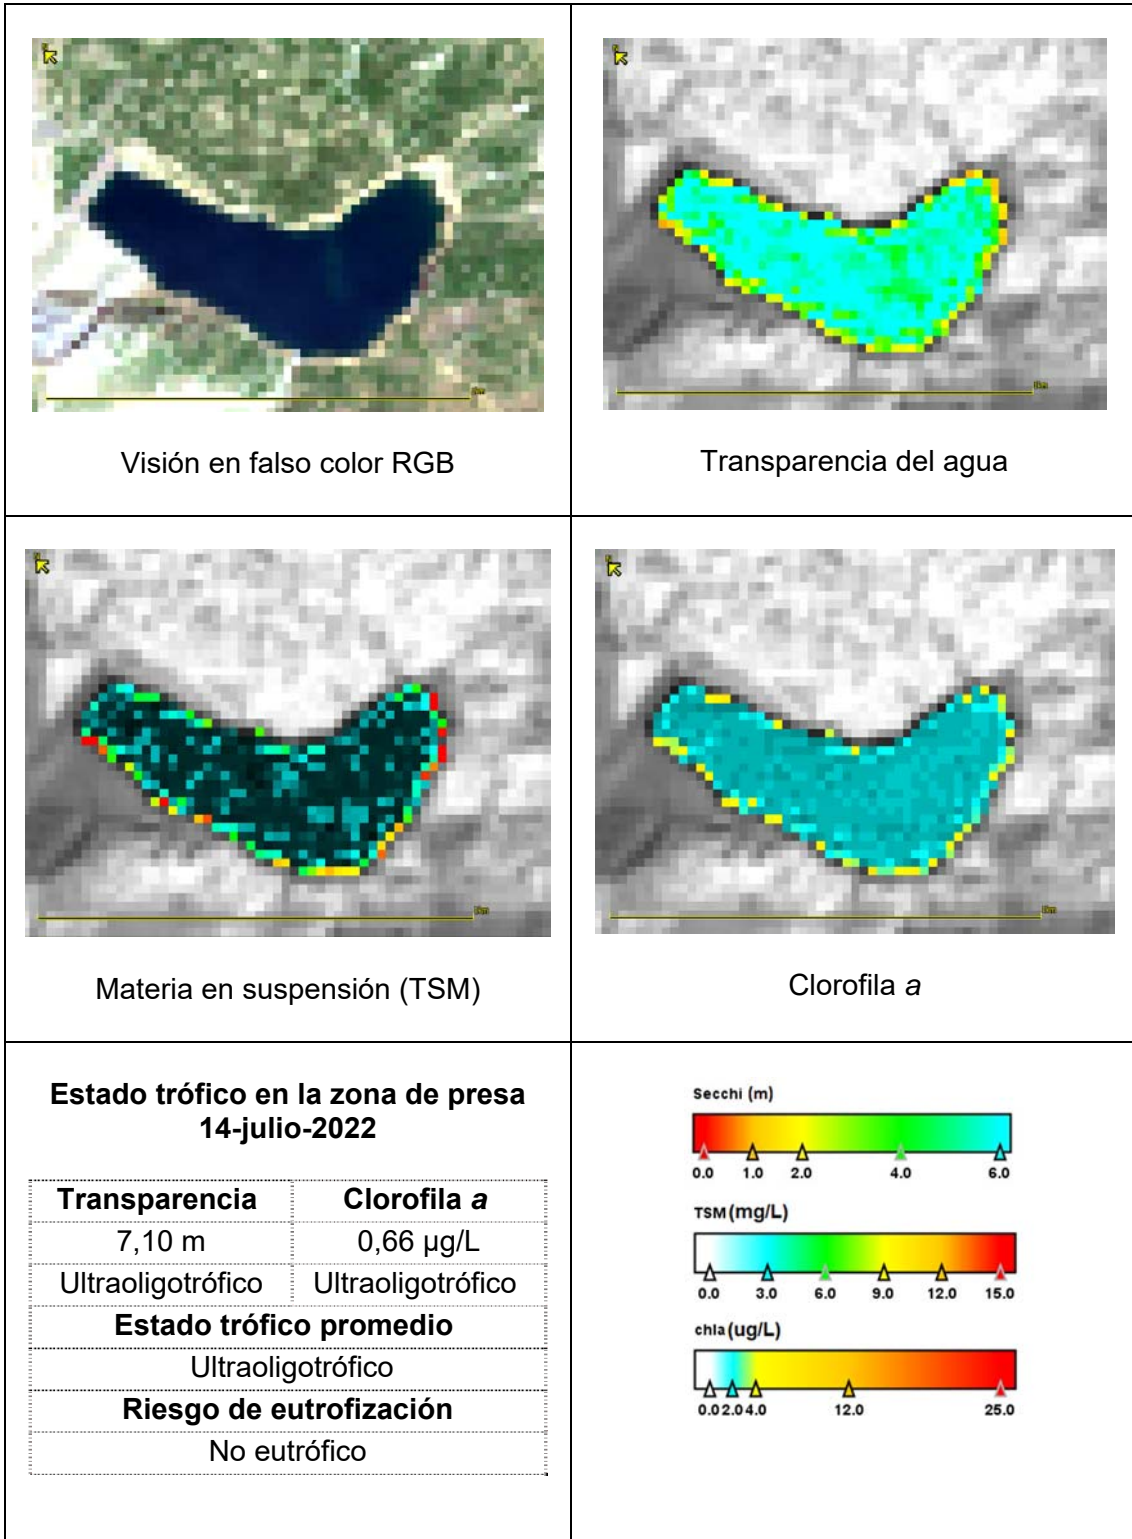 Visión en falso color RGB
Transparencia del agua
Materia en suspensión (TSM)
Clorofila a
Estado trófico en la zona de presa
14-julio-2022
Transparencia
Clorofila a
7,10 m
0,66 µg/L
Ultraoligotrófico
Ultraoligotrófico
Estado trófico promedio
Ultraoligotrófico
Riesgo de eutrofización
No eutrófico
Secchi (m)
0.0 1.0 2.0 4.0 6.0
TSM (mg/L)
0.0 3.0 6.0 9.0 12.0 15.0
chla (ug/L)
0.0 2.0 4.0 12.0 25.0